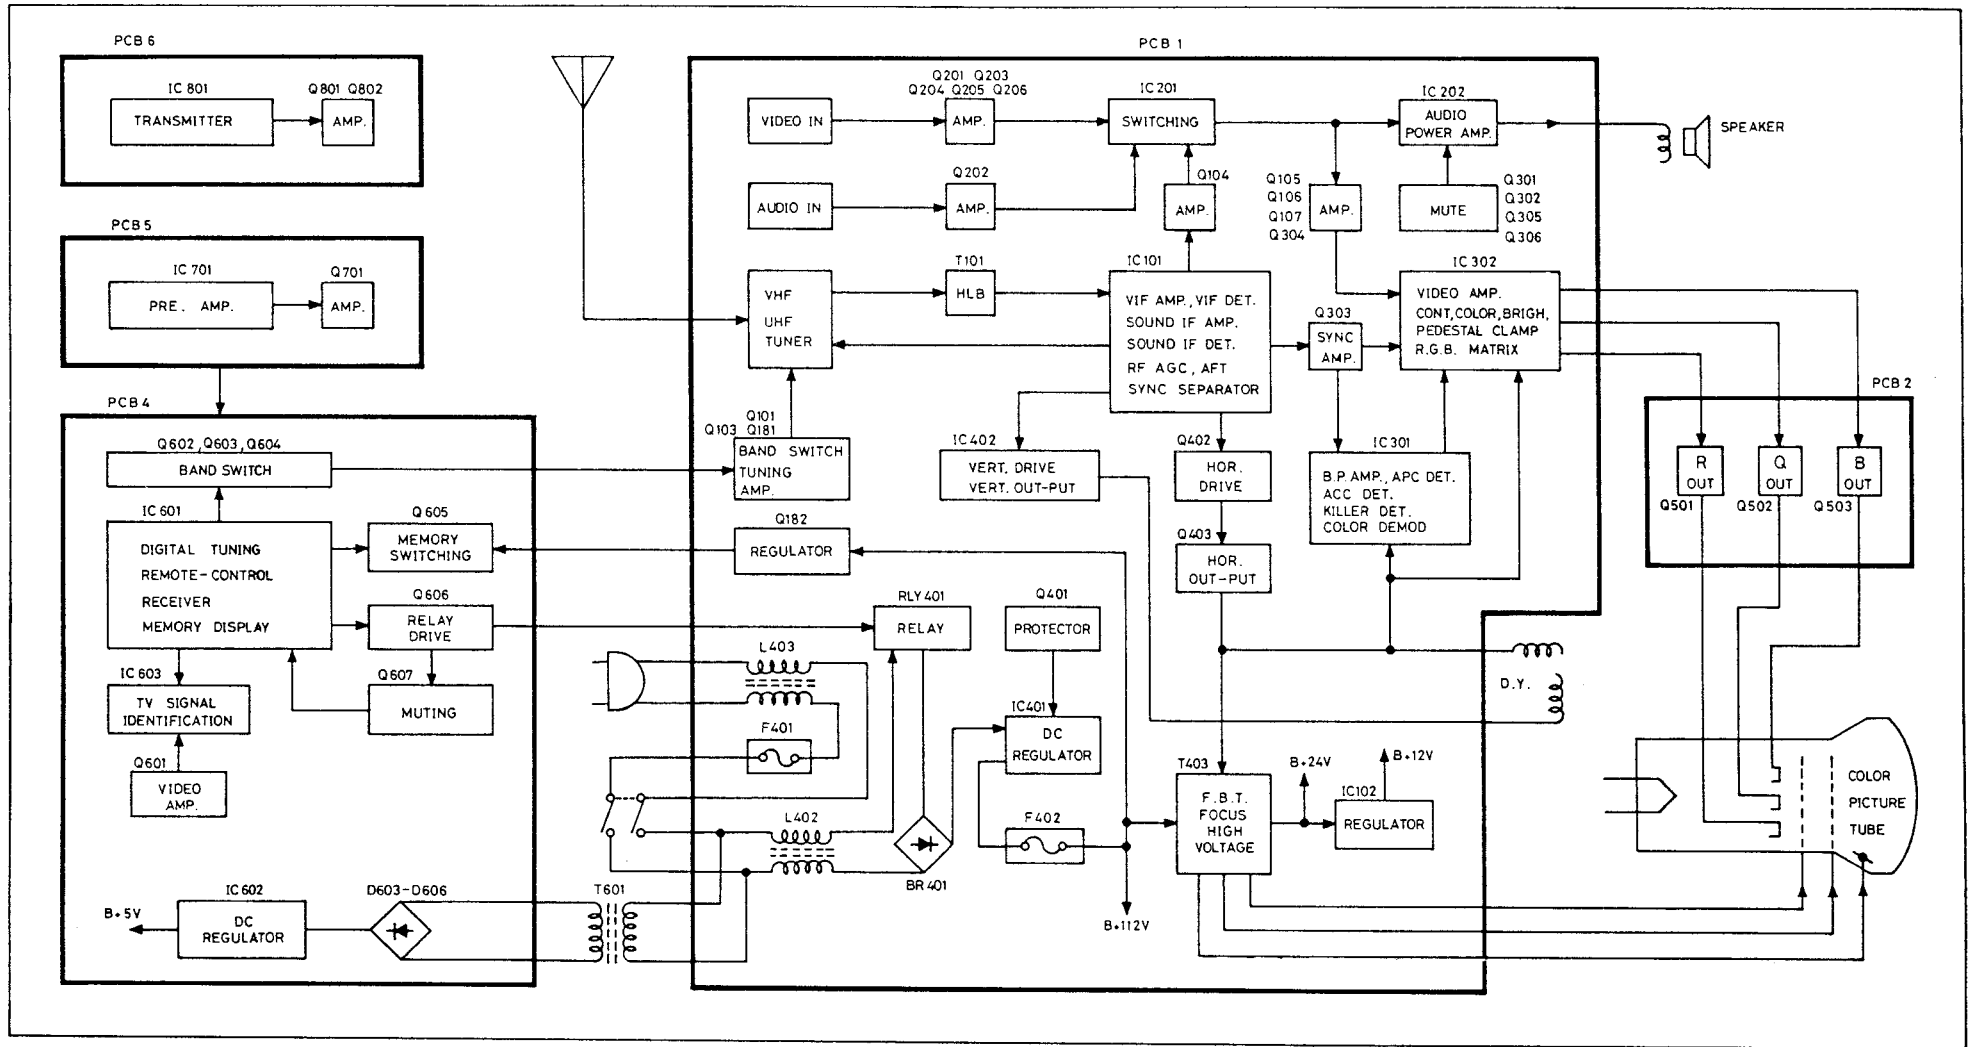 PCB 6
IC 801
Q801 Q802
TRANSMITTER
AMP.
PCB 5
IC 701
Q701
PRE. AMP.
AMP.
PCB 4
Q602, Q603, Q604
BAND SWITCH
IC 601
DIGITAL TUNING
REMOTE-CONTROL
RECEIVER
MEMORY DISPLAY
Q605
MEMORY
SWITCHING
Q606
RELAY
DRIVE
Q607
MUTING
IC 603
TV SIGNAL
IDENTIFICATION
Q601
VIDEO
AMP.
IC 602
DC
REGULATOR
B+5V
D603-D606
T601
PCB 1
VIDEO IN
Q201 Q203
Q204 Q205 Q206
AMP.
IC201
SWITCHING
IC 202
AUDIO
POWER AMP.
SPEAKER
AUDIO IN
Q202
AMP.
Q104
AMP.
Q105
Q106
Q107
Q304
AMP.
MUTE
Q301
Q302
Q305
Q306
VHF
UHF
TUNER
T101
HLB
IC101
VIF AMP., VIF DET.
SOUND IF AMP.
SOUND IF DET.
RF AGC, AFT
SYNC SEPARATOR
Q303
SYNC
AMP.
IC 302
VIDEO AMP.
CONT, COLOR, BRIGH,
PEDESTAL CLAMP
R.G.B. MATRIX
Q101
Q103 Q181
BAND SWITCH
TUNING
AMP.
IC 402
VERT. DRIVE
VERT. OUT-PUT
Q402
HOR.
DRIVE
IC301
B.P. AMP., APC DET.
ACC DET.
KILLER DET.
COLOR DEMOD
Q182
REGULATOR
Q403
HOR.
OUT-PUT
RLY 401
RELAY
Q401
PROTECTOR
L403
F401
IC401
DC
REGULATOR
L402
BR 401
F402
B+112V
T403
F.B.T.
FOCUS
HIGH
VOLTAGE
B+24V
IC102
REGULATOR
B+12V
D.Y.
PCB 2
R
OUT
Q501
Q
OUT
Q502
B
OUT
Q503
COLOR
PICTURE
TUBE